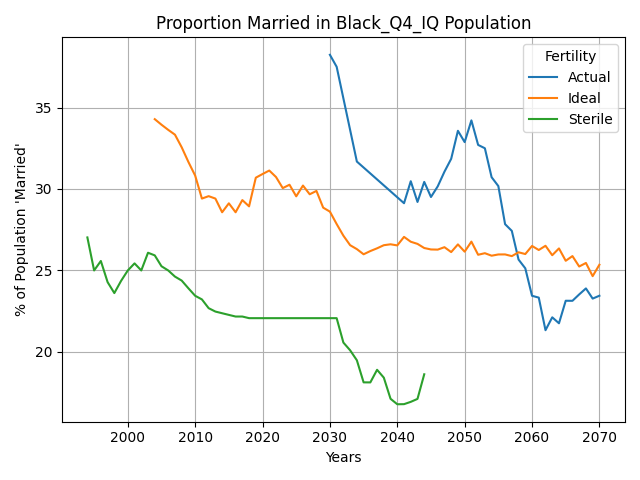 Proportion Married in Black_Q4_IQ Population
Fertility
Actual
Ideal
Sterile
% of Population 'Married'
35
30
25
20
2000 2010 2020 2030 2040 2050 2060 2070
Years